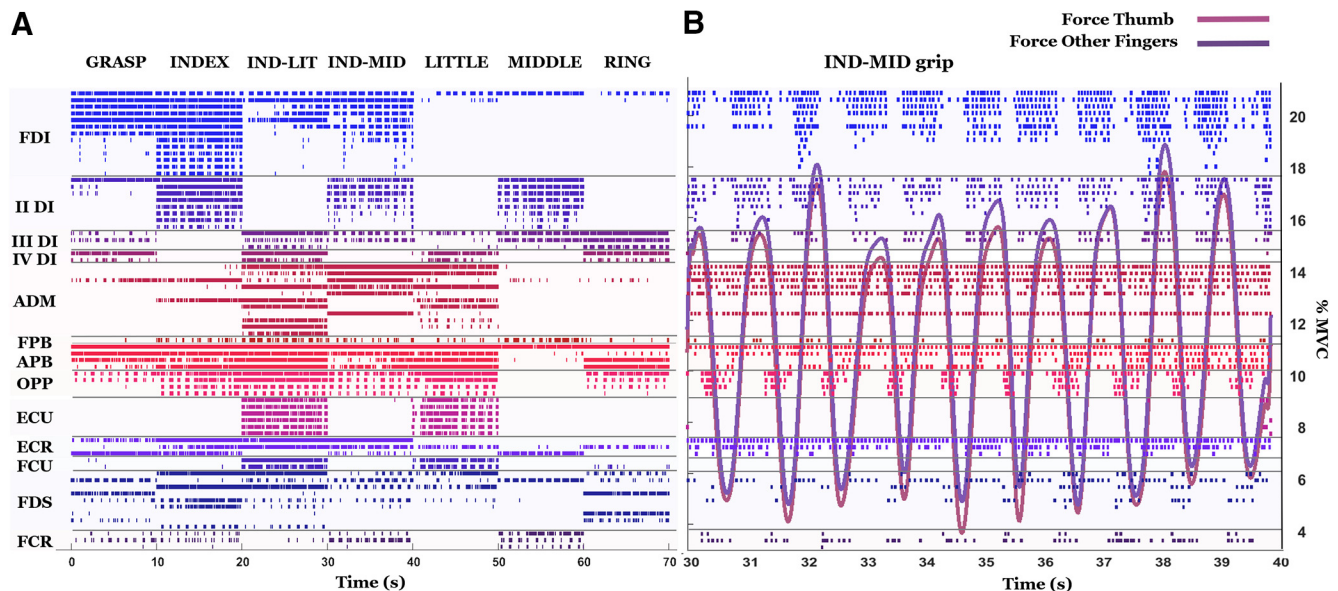 A
B
Force Thumb
Force Other Fingers
GRASP INDEX IND-LIT IND-MID LITTLE MIDDLE RING
IND-MID grip
FDI
II DI
III DI
IV DI
ADM
FPB
APB
OPP
ECU
ECR
FCU
FDS
FCR
0 10 20 30 40 50 60 70
Time (s)
20
18
16
14
12
10
8
6
4
% MVC
30 31 32 33 34 35 36 37 38 39 40
Time (s)